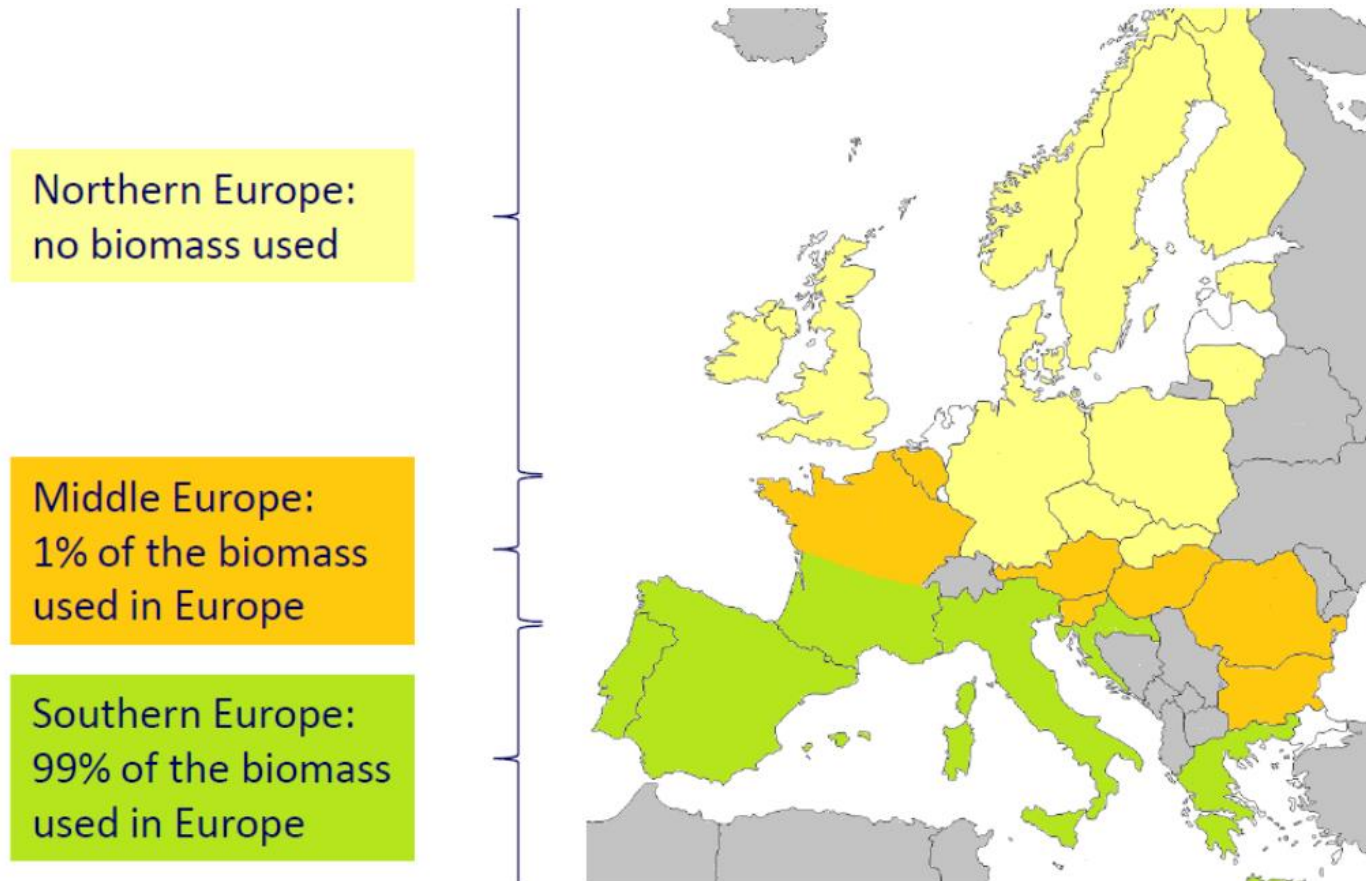 Northern Europe:
no biomass used
Middle Europe:
1% of the biomass
used in Europe
Southern Europe:
99% of the biomass
used in Europe